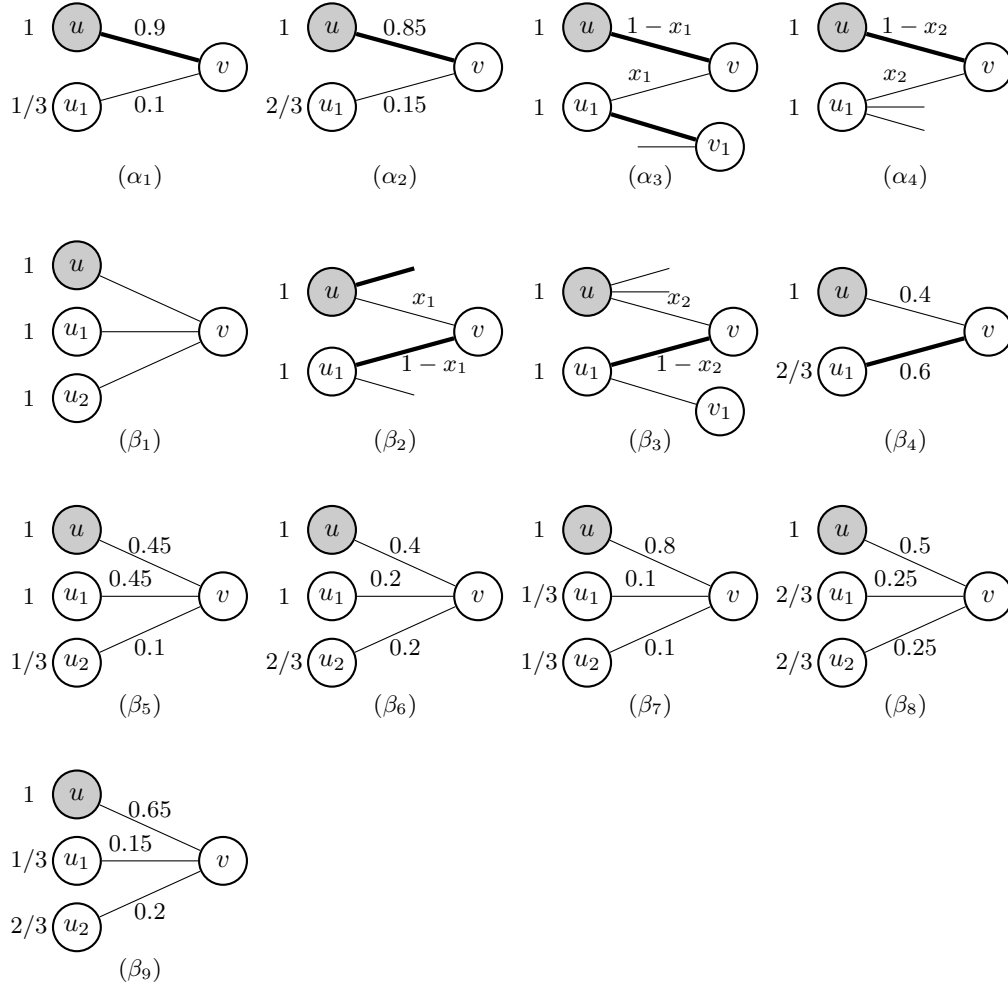 1 u 0.9 v
1/3 u₁ 0.1
(α₁)
1 u 0.85 v
2/3 u₁ 0.15
(α₂)
1 u 1 − x₁ v
1 u₁ x₁ v₁
(α₃)
1 u 1 − x₂ v
1 u₁ x₂
(α₄)
1 u
1 u₁ v
1 u₂
(β₁)
1 u x₁ v
1 u₁ 1 − x₁
(β₂)
1 u x₂ v
1 u₁ 1 − x₂ v₁
(β₃)
1 u 0.4 v
2/3 u₁ 0.6
(β₄)
1 u 0.45
1 u₁ 0.45 v
1/3 u₂ 0.1
(β₅)
1 u 0.4
1 u₁ 0.2 v
2/3 u₂ 0.2
(β₆)
1 u 0.8
1/3 u₁ 0.1 v
1/3 u₂ 0.1
(β₇)
1 u 0.5
2/3 u₁ 0.25 v
2/3 u₂ 0.25
(β₈)
1 u 0.65
1/3 u₁ 0.15 v
2/3 u₂ 0.2
(β₉)